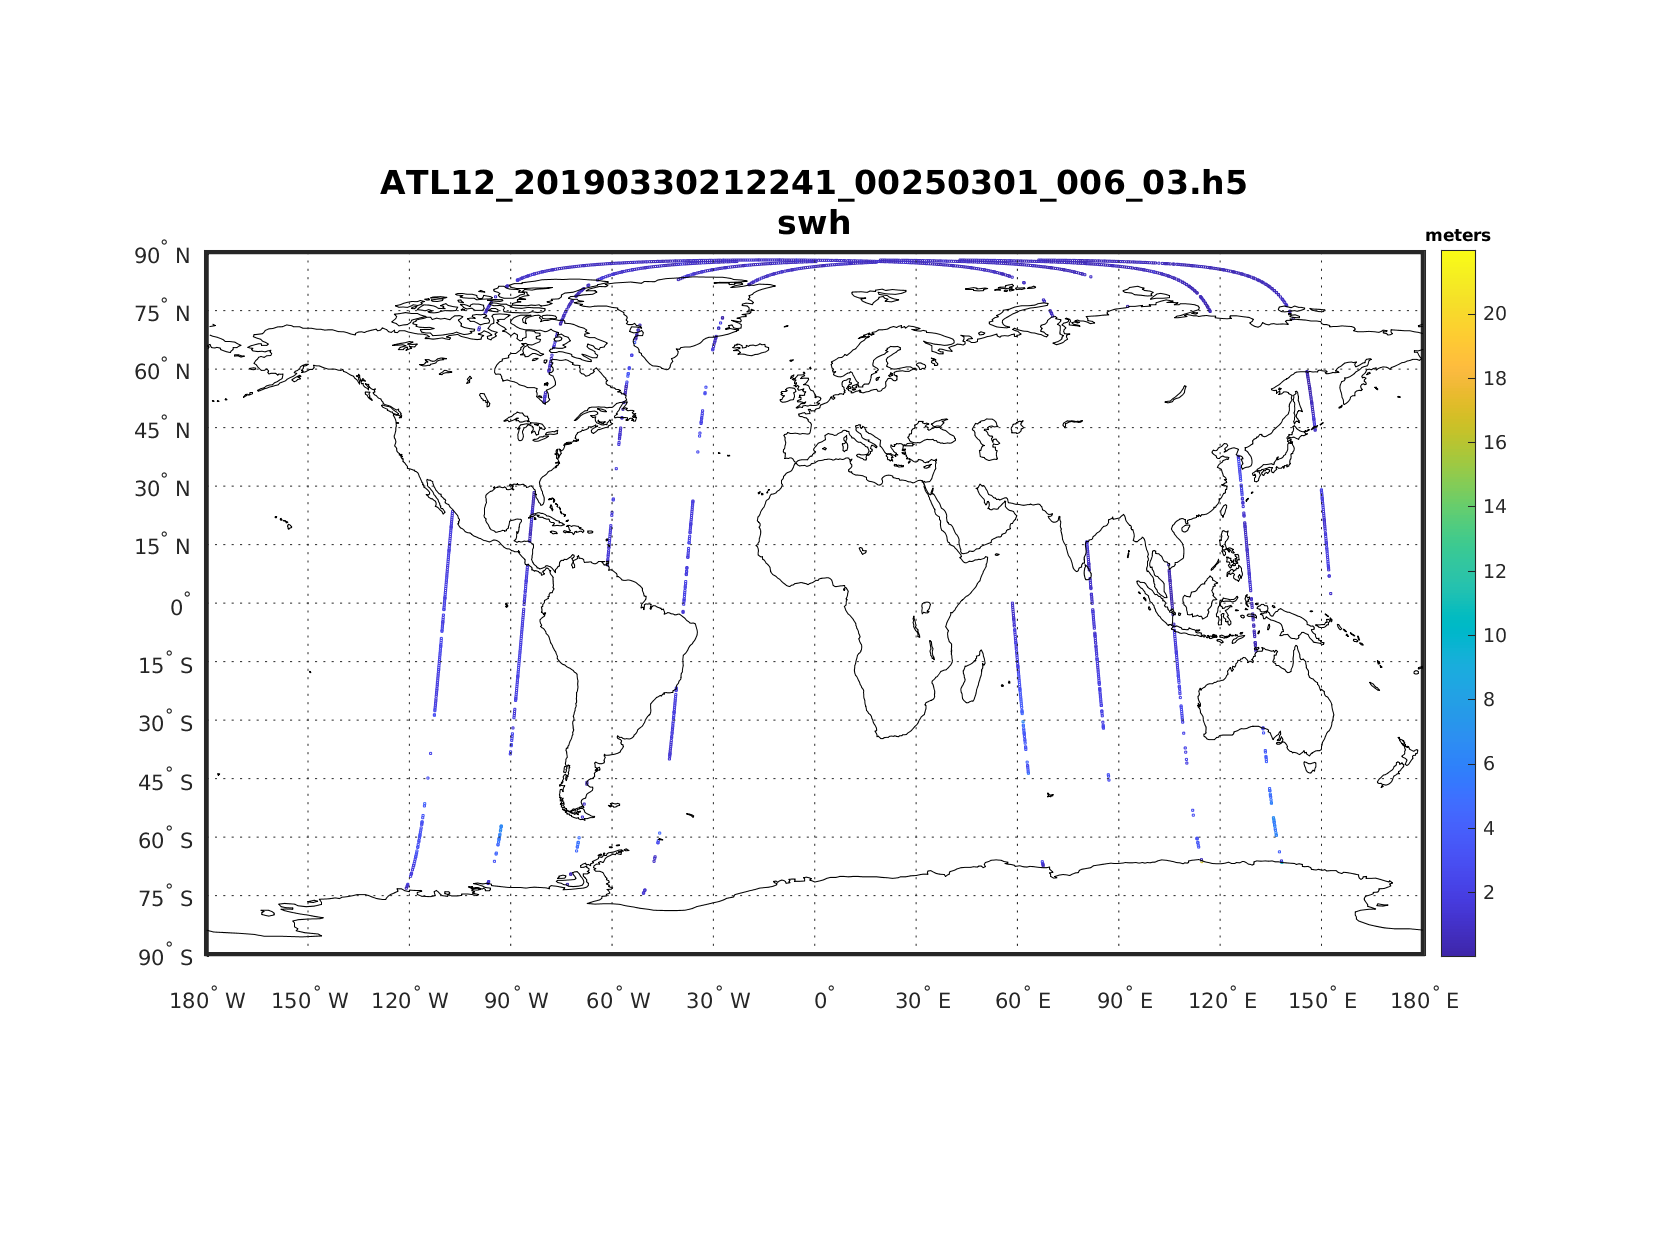 ATL12_20190330212241_00250301_006_03.h5
swh
meters
90° N
75° N
60° N
45° N
30° N
15° N
0°
15° S
30° S
45° S
60° S
75° S
90° S
180° W 150° W 120° W 90° W 60° W 30° W 0° 30° E 60° E 90° E 120° E 150° E 180° E
20
18
16
14
12
10
8
6
4
2